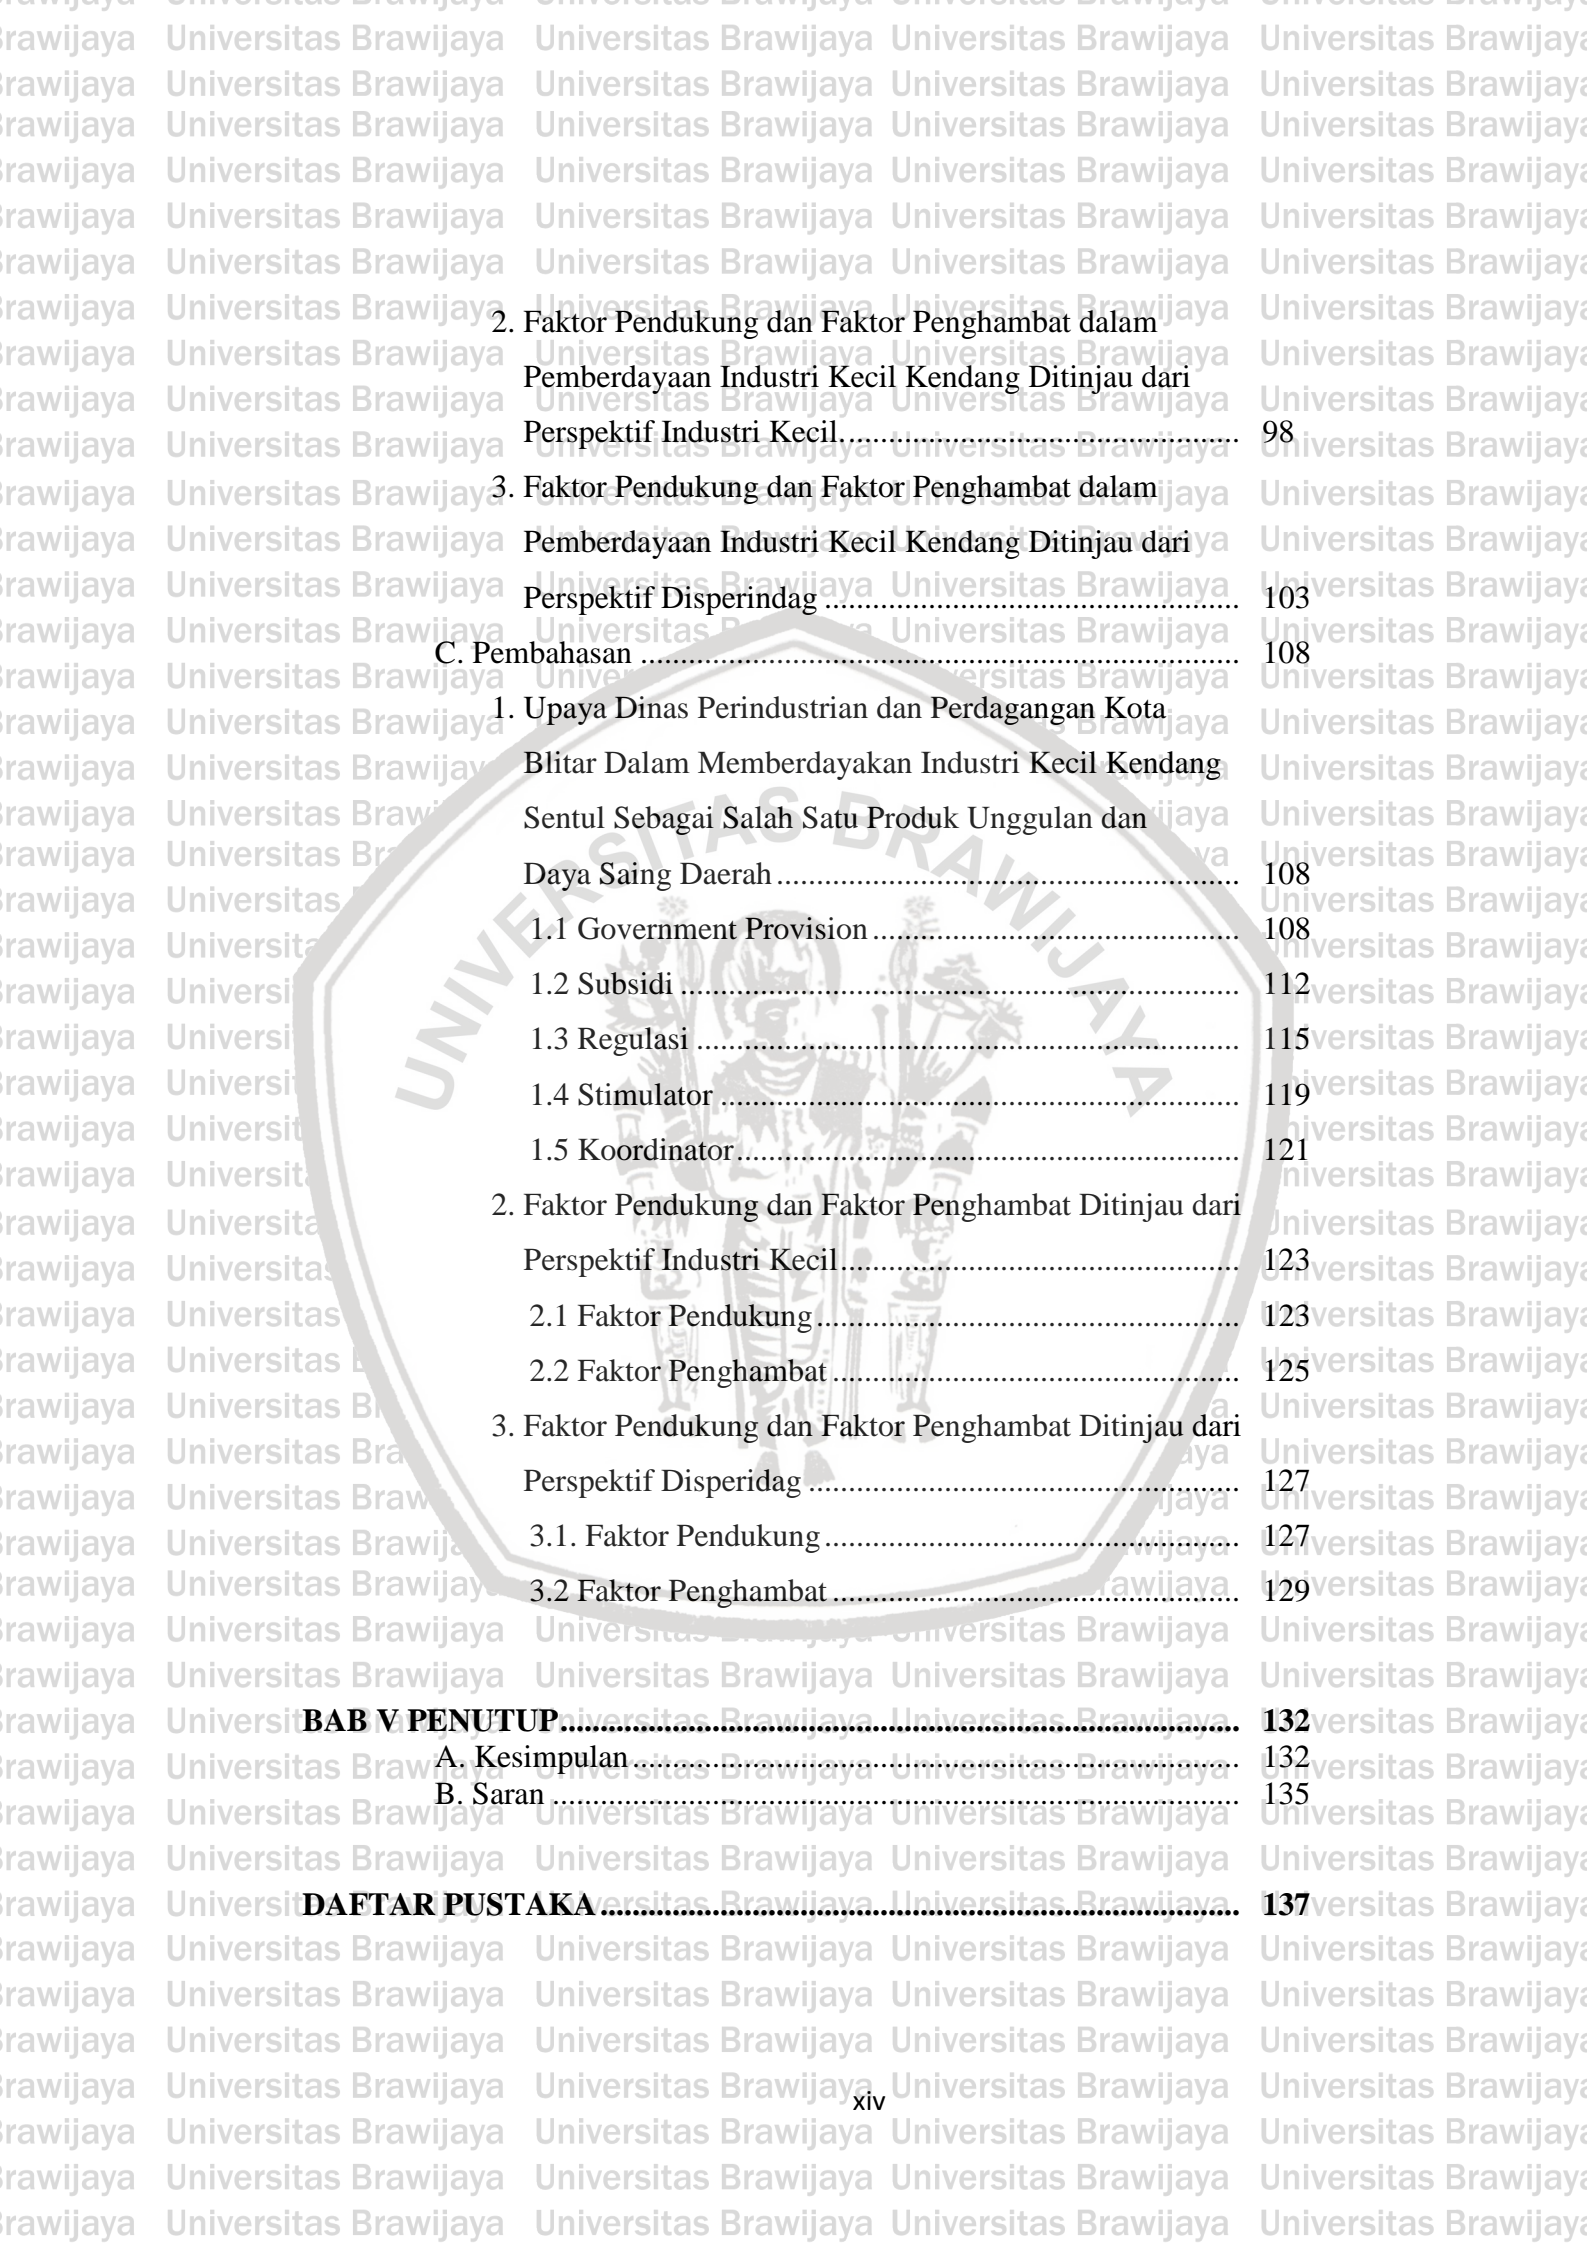 2. Faktor Pendukung dan Faktor Penghambat dalam
Pemberdayaan Industri Kecil Kendang Ditinjau dari
Perspektif Industri Kecil.................................................. 98
3. Faktor Pendukung dan Faktor Penghambat dalam
Pemberdayaan Industri Kecil Kendang Ditinjau dari
Perspektif Disperindag .................................................... 103
C. Pembahasan ........................................................................... 108
1. Upaya Dinas Perindustrian dan Perdagangan Kota
Blitar Dalam Memberdayakan Industri Kecil Kendang
Sentul Sebagai Salah Satu Produk Unggulan dan
Daya Saing Daerah .......................................................... 108
1.1 Government Provision .............................................. 108
1.2 Subsidi ...................................................................... 112
1.3 Regulasi .................................................................... 115
1.4 Stimulator ................................................................. 119
1.5 Koordinator............................................................... 121
2. Faktor Pendukung dan Faktor Penghambat Ditinjau dari
Perspektif Industri Kecil.................................................. 123
2.1 Faktor Pendukung..................................................... 123
2.2 Faktor Penghambat ................................................... 125
3. Faktor Pendukung dan Faktor Penghambat Ditinjau dari
Perspektif Disperidag ...................................................... 127
3.1. Faktor Pendukung.................................................... 127
3.2 Faktor Penghambat ................................................... 129
BAB V PENUTUP..................................................................................... 132
A. Kesimpulan ............................................................................ 132
B. Saran ...................................................................................... 135
DAFTAR PUSTAKA ................................................................................ 137
xiv
UNIVERSITAS BRAWIJAYA